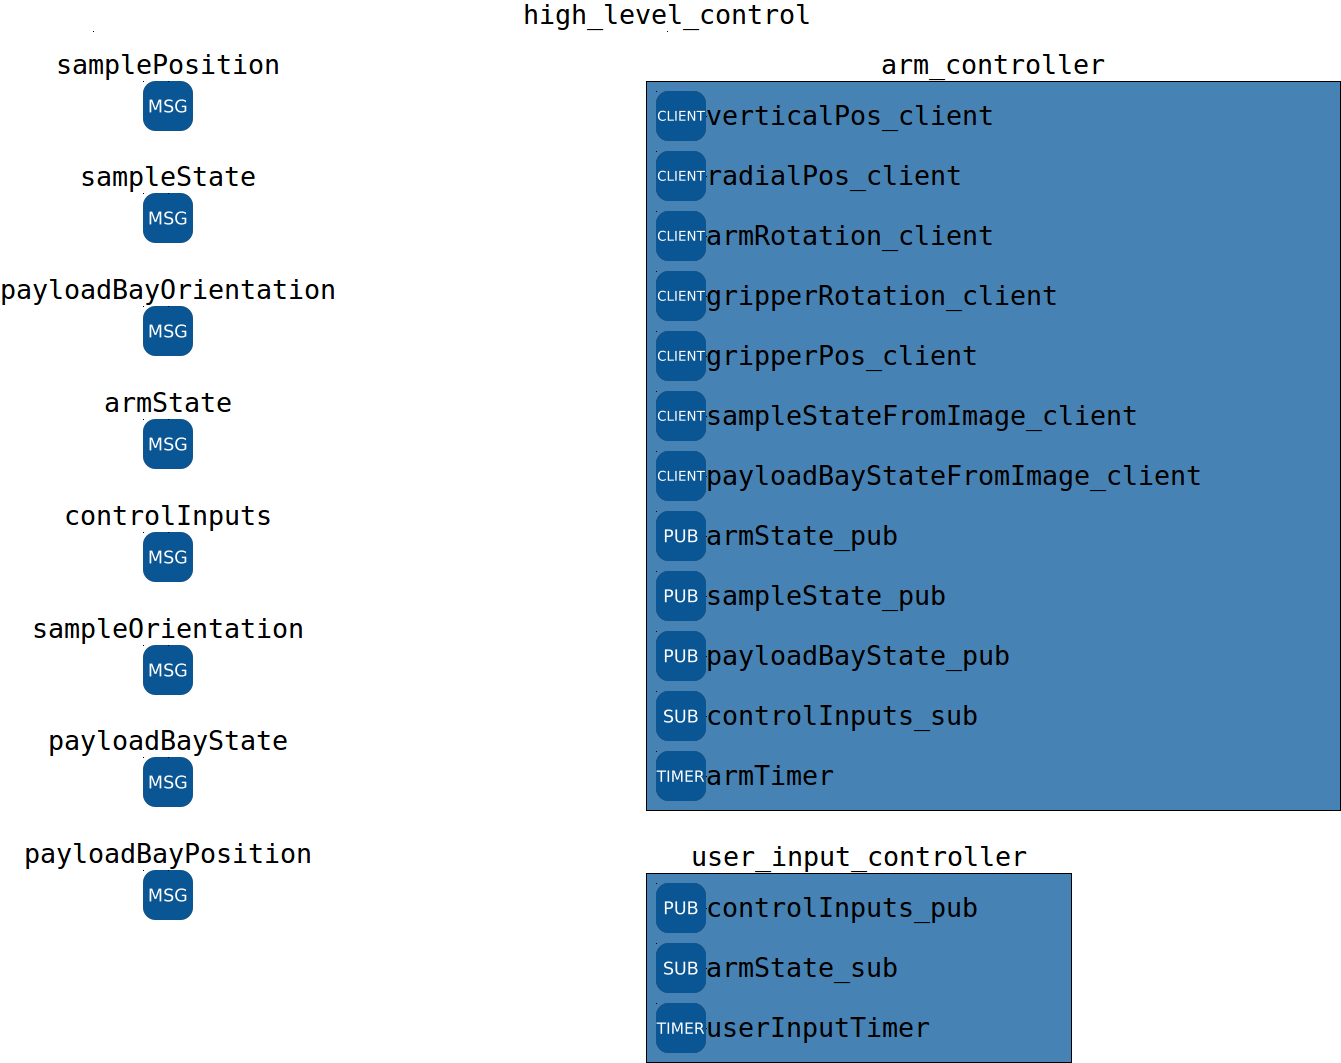 high_level_control
samplePosition
MSG
sampleState
MSG
payloadBayOrientation
MSG
armState
MSG
controlInputs
MSG
sampleOrientation
MSG
payloadBayState
MSG
payloadBayPosition
MSG
arm_controller
CLIENT verticalPos_client
CLIENT radialPos_client
CLIENT armRotation_client
CLIENT gripperRotation_client
CLIENT gripperPos_client
CLIENT sampleStateFromImage_client
CLIENT payloadBayStateFromImage_client
PUB armState_pub
PUB sampleState_pub
PUB payloadBayState_pub
SUB controlInputs_sub
TIMER armTimer
user_input_controller
PUB controlInputs_pub
SUB armState_sub
TIMER userInputTimer